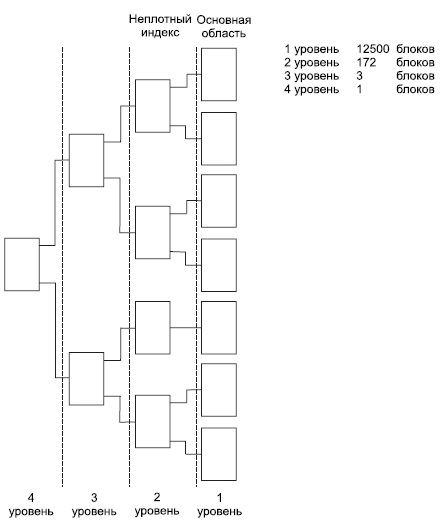 Неплотный Основная
индекс область
1 уровень 12500 блоков
2 уровень 172 блоков
3 уровень 3 блоков
4 уровень 1 блоков
4 3 2 1
уровень уровень уровень уровень